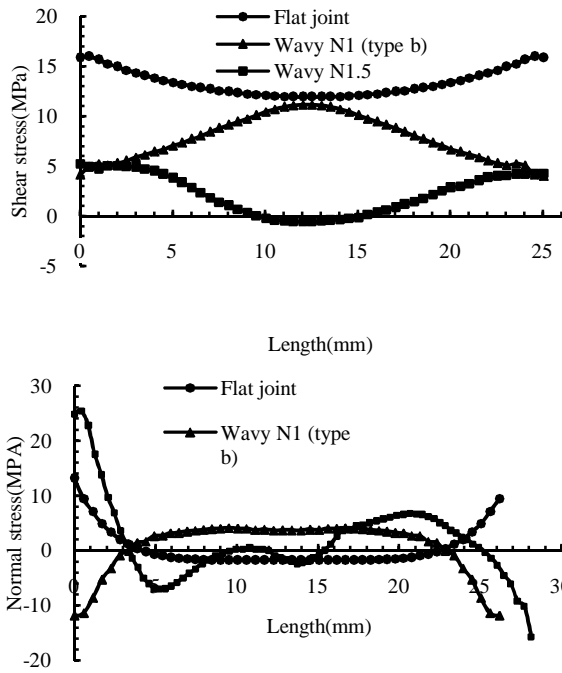 20
15
10
5
0
-5
Shear stress(MPa)
Flat joint
Wavy N1 (type b)
Wavy N1.5
0
5
10
15
20
25
Length(mm)
30
20
10
0
-10
-20
Normal stress(MPA)
Flat joint
Wavy N1 (type
b)
0
10
20
30
Length(mm)